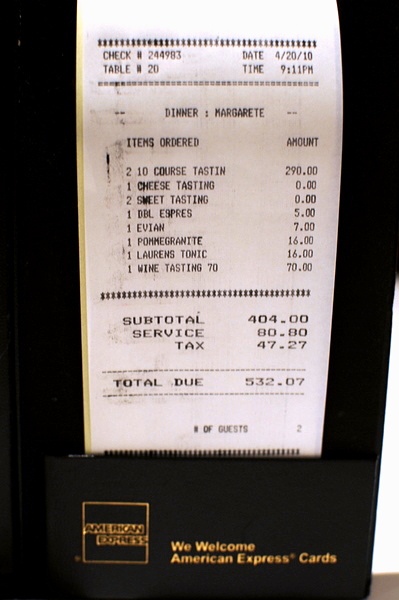 CHECK # 244983 DATE 4/20/10
TABLE # 20 TIME 9:11PM
-- DINNER : MARGARETE --
ITEMS ORDERED AMOUNT
2 10 COURSE TASTIN 290.00
1 CHEESE TASTING 0.00
2 SWEET TASTING 0.00
1 DBL ESPRES 5.00
1 EVIAN 7.00
1 POMMEGRANITE 16.00
1 LAURENS TONIC 16.00
1 WINE TASTING 70 70.00
SUBTOTAL 404.00
SERVICE 80.80
TAX 47.27
TOTAL DUE 532.07
# OF GUESTS 2
AMERICAN
EXPRESS
We Welcome
American Express® Cards